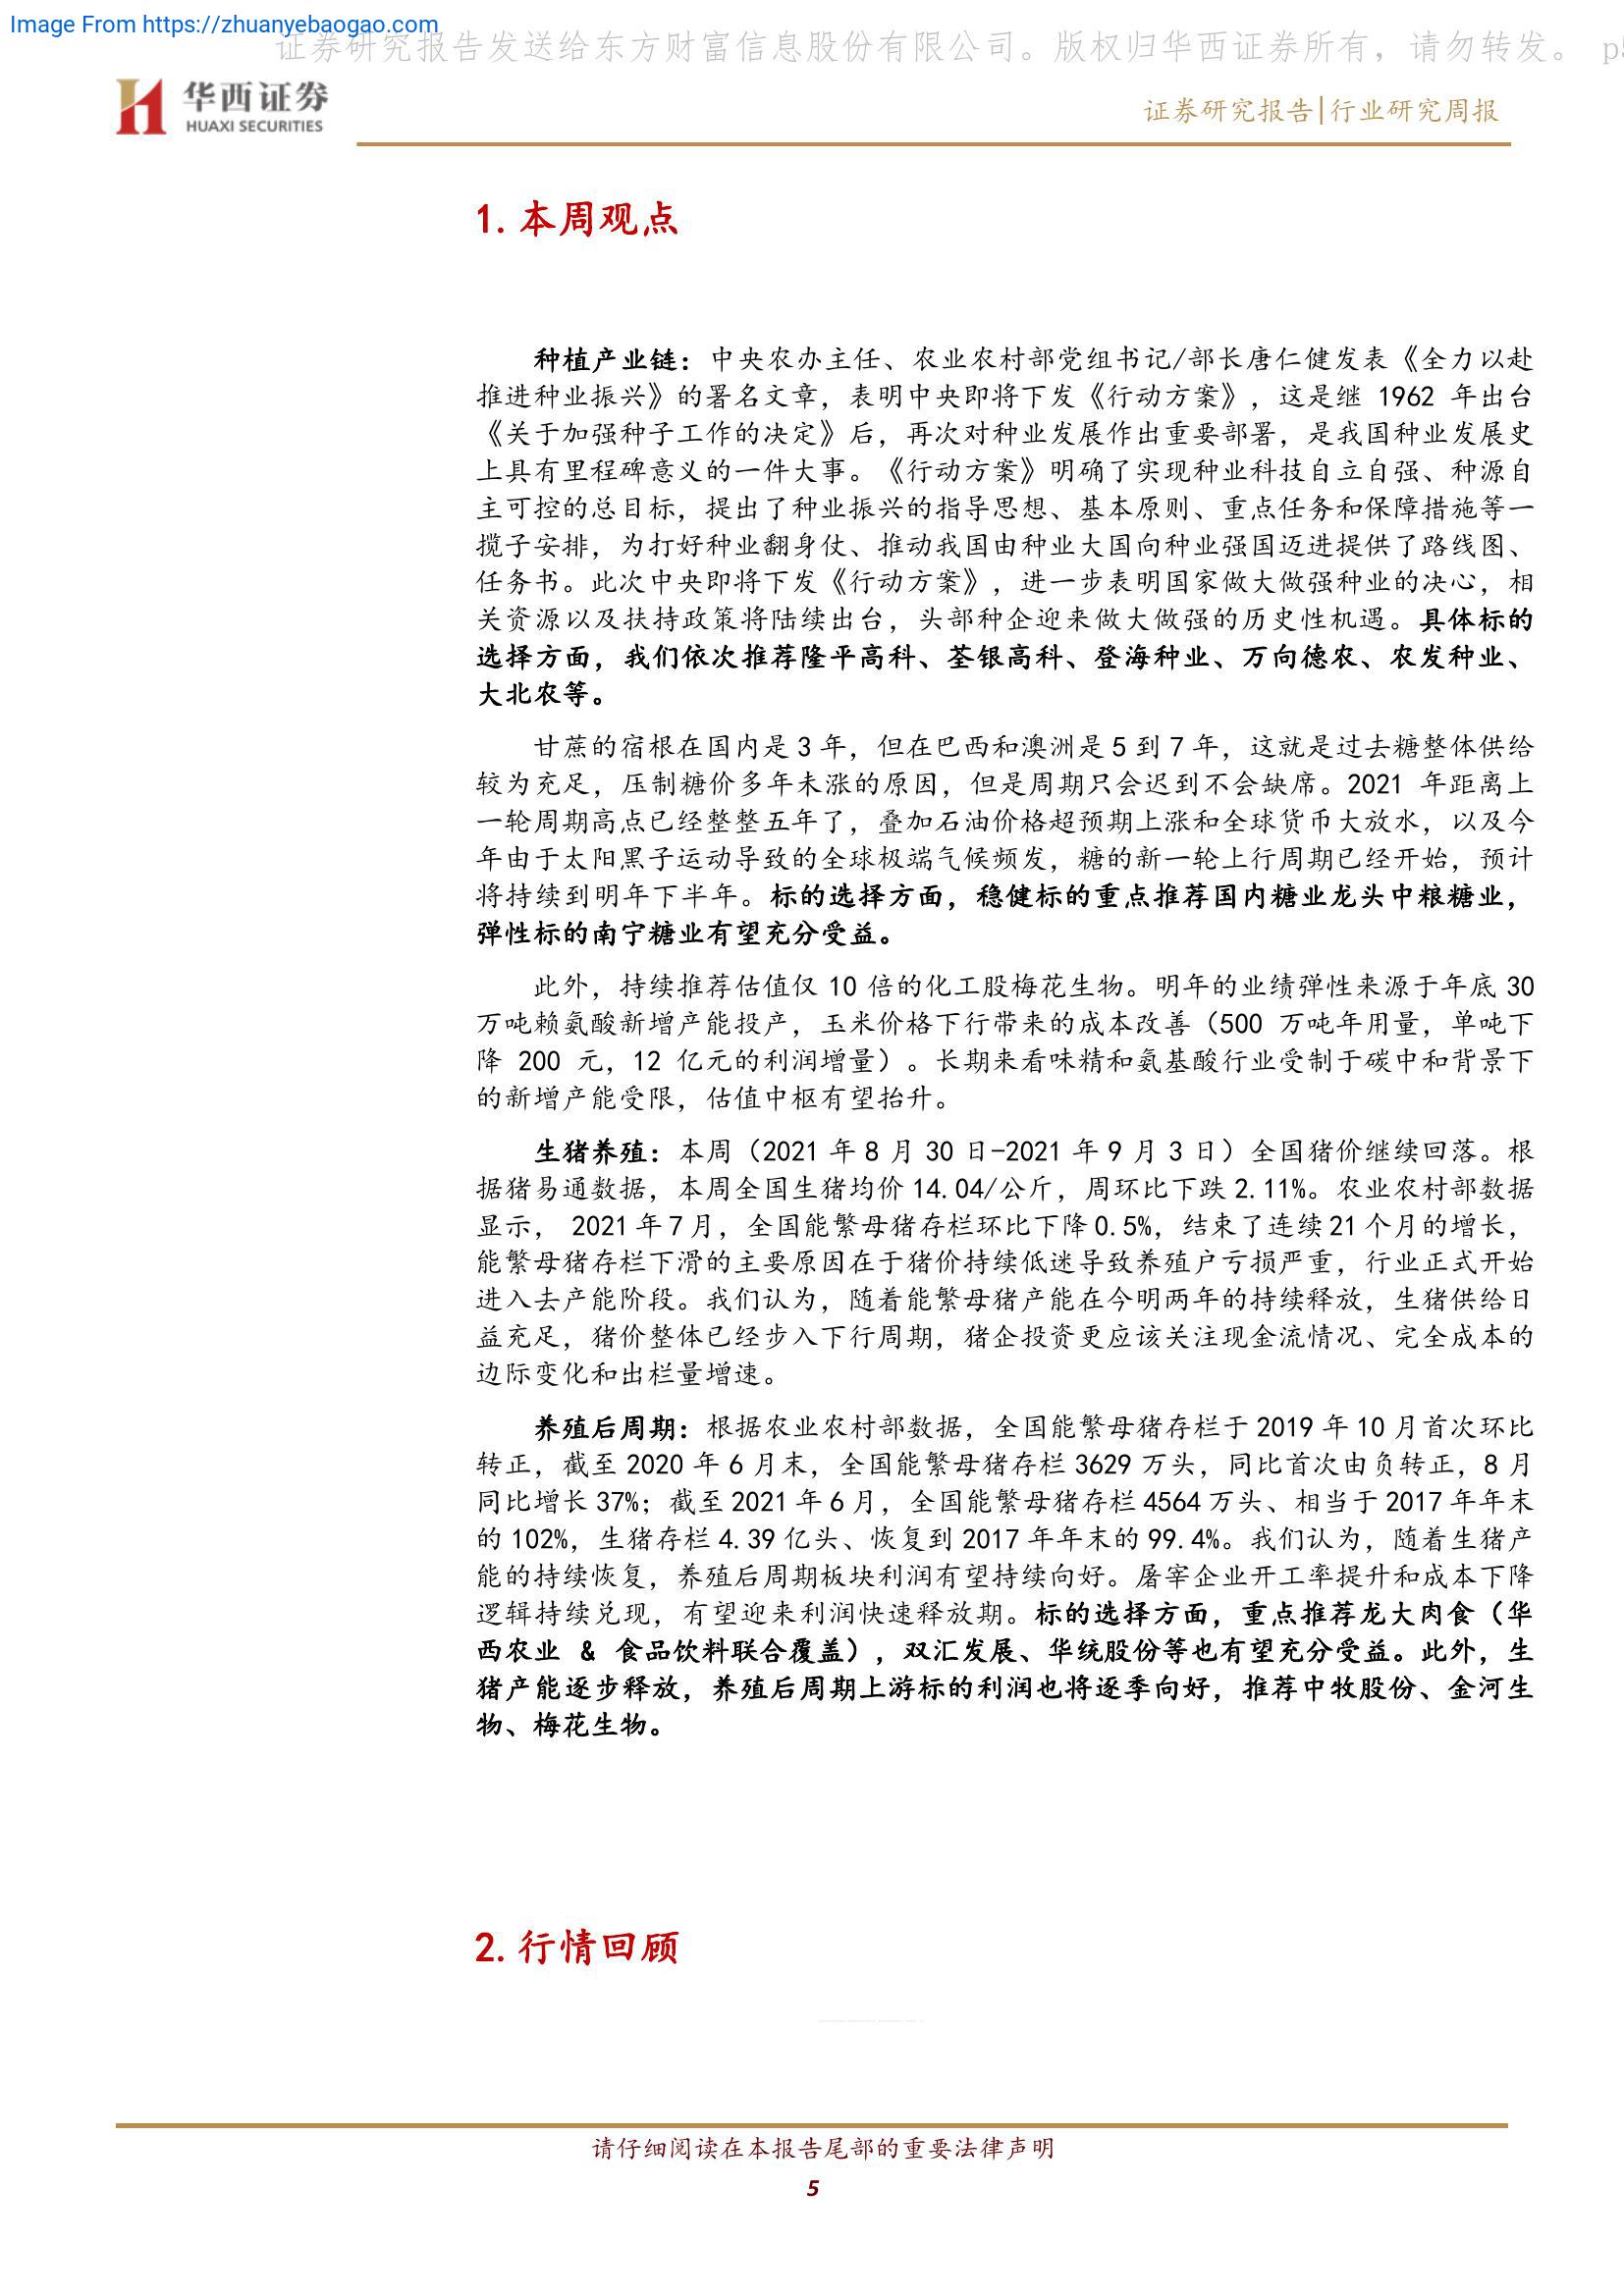 Image From https://zhuanyebaogao.com
证券研究报告发送给东方财富信息股份有限公司。版权归华西证券所有，请勿转发。 p
华西证券
HUAXI SECURITIES
证券研究报告|行业研究周报
1.本周观点
种植产业链：中央农办主任、农业农村部党组书记/部长唐仁健发表《全力以赴
推进种业振兴》的署名文章，表明中央即将下发《行动方案》，这是继 1962 年出台
《关于加强种子工作的决定》后，再次对种业发展作出重要部署，是我国种业发展史
上具有里程碑意义的一件大事。《行动方案》明确了实现种业科技自立自强、种源自
主可控的总目标，提出了种业振兴的指导思想、基本原则、重点任务和保障措施等一
揽子安排，为打好种业翻身仗、推动我国由种业大国向种业强国迈进提供了路线图、
任务书。此次中央即将下发《行动方案》，进一步表明国家做大做强种业的决心，相
关资源以及扶持政策将陆续出台，头部种企迎来做大做强的历史性机遇。具体标的
选择方面，我们依次推荐隆平高科、荃银高科、登海种业、万向德农、农发种业、
大北农等。
甘蔗的宿根在国内是 3 年，但在巴西和澳洲是 5 到 7 年，这就是过去糖整体供给
较为充足，压制糖价多年未涨的原因，但是周期只会迟到不会缺席。2021 年距离上
一轮周期高点已经整整五年了，叠加石油价格超预期上涨和全球货币大放水，以及今
年由于太阳黑子运动导致的全球极端气候频发，糖的新一轮上行周期已经开始，预计
将持续到明年下半年。标的选择方面，稳健标的重点推荐国内糖业龙头中粮糖业，
弹性标的南宁糖业有望充分受益。
此外，持续推荐估值仅 10 倍的化工股梅花生物。明年的业绩弹性来源于年底 30
万吨赖氨酸新增产能投产，玉米价格下行带来的成本改善（500 万吨年用量，单吨下
降 200 元，12 亿元的利润增量）。长期来看味精和氨基酸行业受制于碳中和背景下
的新增产能受限，估值中枢有望抬升。
生猪养殖：本周（2021 年 8 月 30 日-2021 年 9 月 3 日）全国猪价继续回落。根
据猪易通数据，本周全国生猪均价 14.04/公斤，周环比下跌 2.11%。农业农村部数据
显示， 2021 年 7 月，全国能繁母猪存栏环比下降 0.5%，结束了连续 21 个月的增长，
能繁母猪存栏下滑的主要原因在于猪价持续低迷导致养殖户亏损严重，行业正式开始
进入去产能阶段。我们认为，随着能繁母猪产能在今明两年的持续释放，生猪供给日
益充足，猪价整体已经步入下行周期，猪企投资更应该关注现金流情况、完全成本的
边际变化和出栏量增速。
养殖后周期：根据农业农村部数据，全国能繁母猪存栏于 2019 年 10 月首次环比
转正，截至 2020 年 6 月末，全国能繁母猪存栏 3629 万头，同比首次由负转正，8 月
同比增长 37%；截至 2021 年 6 月，全国能繁母猪存栏 4564 万头、相当于 2017 年年末
的 102%，生猪存栏 4.39 亿头、恢复到 2017 年年末的 99.4%。我们认为，随着生猪产
能的持续恢复，养殖后周期板块利润有望持续向好。屠宰企业开工率提升和成本下降
逻辑持续兑现，有望迎来利润快速释放期。标的选择方面，重点推荐龙大肉食（华
西农业 & 食品饮料联合覆盖），双汇发展、华统股份等也有望充分受益。此外，生
猪产能逐步释放，养殖后周期上游标的利润也将逐季向好，推荐中牧股份、金河生
物、梅花生物。
2.行情回顾
请仔细阅读在本报告尾部的重要法律声明
5